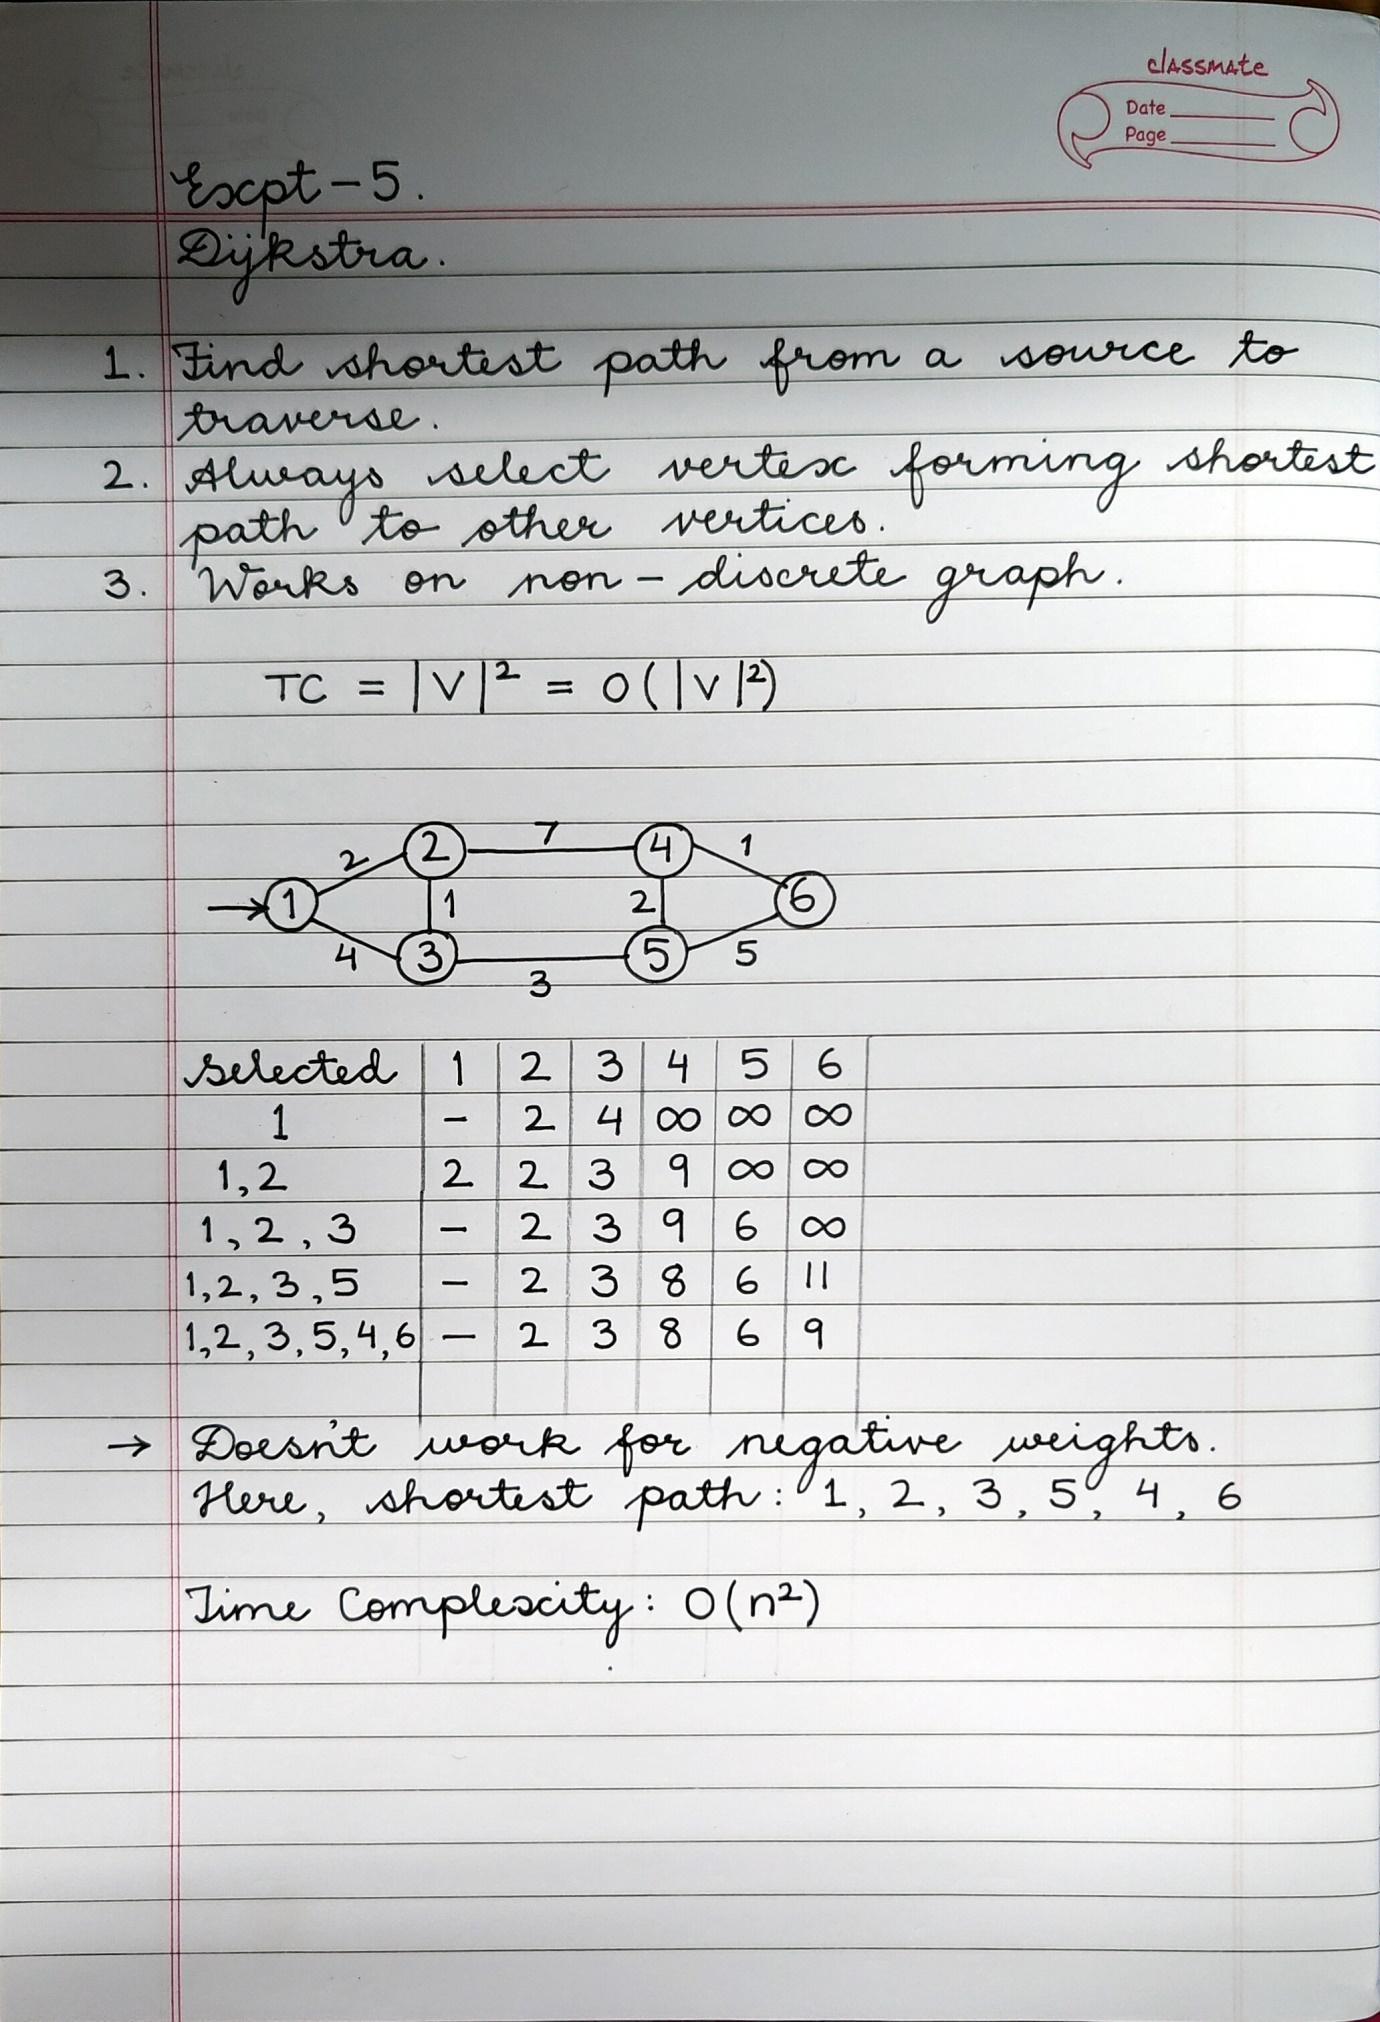 classmate
Date
Page
Expt - 5.
Dijkstra.
1. Find shortest path from a source to
traverse.
2. Always select vertex forming shortest
path to other vertices.
3. Works on non - discrete graph.
TC = |V|² = O(|V|²)
2 7 1
1 2 3 4 5 6
2 1 2
4 3 5
selected 1 2 3 4 5 6
1 - 2 4 ∞ ∞ ∞
1,2 2 2 3 9 ∞ ∞
1, 2, 3 - 2 3 9 6 ∞
1,2, 3,5 - 2 3 8 6 11
1,2,3,5,4,6 - 2 3 8 6 9
→ Doesn't work for negative weights.
Here, shortest path: 1, 2, 3, 5, 4, 6
Time Complexity: O(n²)